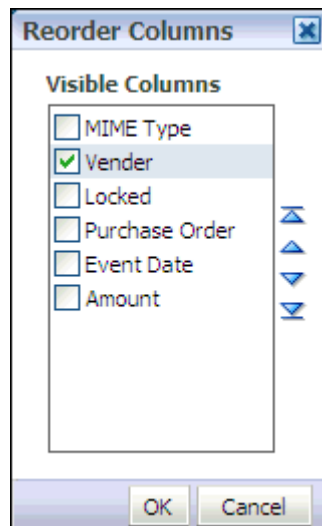 Reorder Columns
Visible Columns
MIME Type
Vender
Locked
Purchase Order
Event Date
Amount
OK Cancel